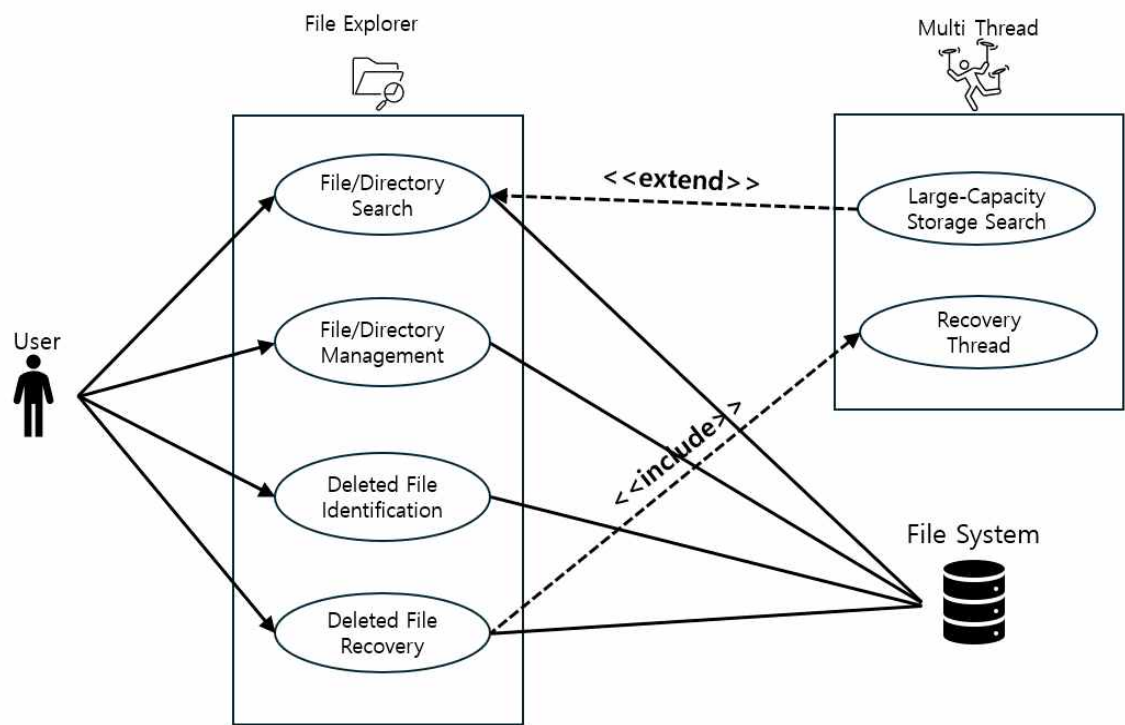 File Explorer
Multi Thread
File/Directory
Search
<<extend>>
Large-Capacity
Storage Search
File/Directory
Management
Recovery
Thread
User
<<include>>
Deleted File
Identification
File System
Deleted File
Recovery